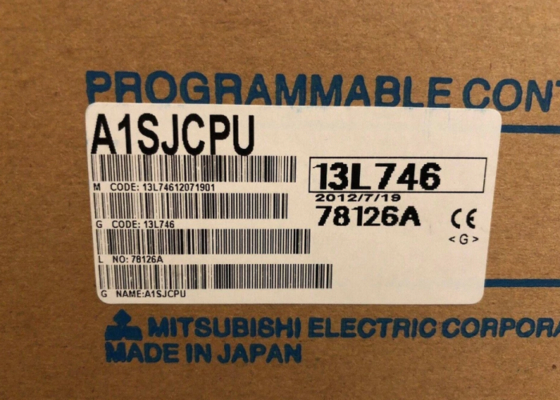 PROGRAMMABLE CONT
A1SJCPU
M CODE: 13L74612071901
13L746
2012/7/19
G CODE: 13L746
78126A
CE
<G>
L NO: 78126A
G NAME:A1SJCPU
MITSUBISHI ELECTRIC CORPORA
MADE IN JAPAN